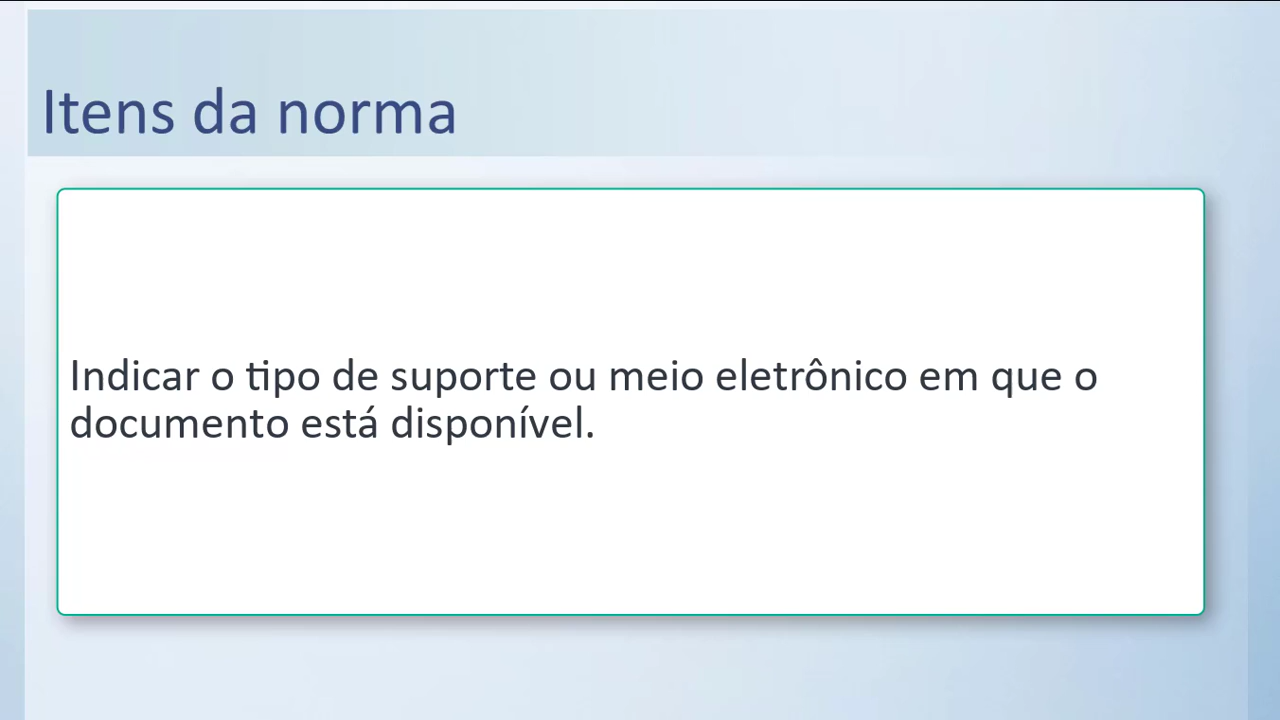 Itens da norma
Indicar o tipo de suporte ou meio eletrônico em que o
documento está disponível.